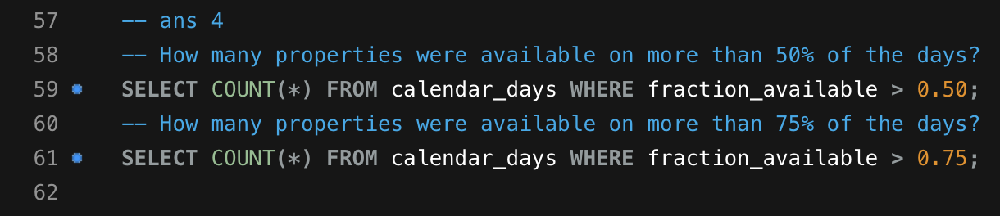 57 -- ans 4
58 -- How many properties were available on more than 50% of the days?
59 SELECT COUNT(*) FROM calendar_days WHERE fraction_available > 0.50;
60 -- How many properties were available on more than 75% of the days?
61 SELECT COUNT(*) FROM calendar_days WHERE fraction_available > 0.75;
62